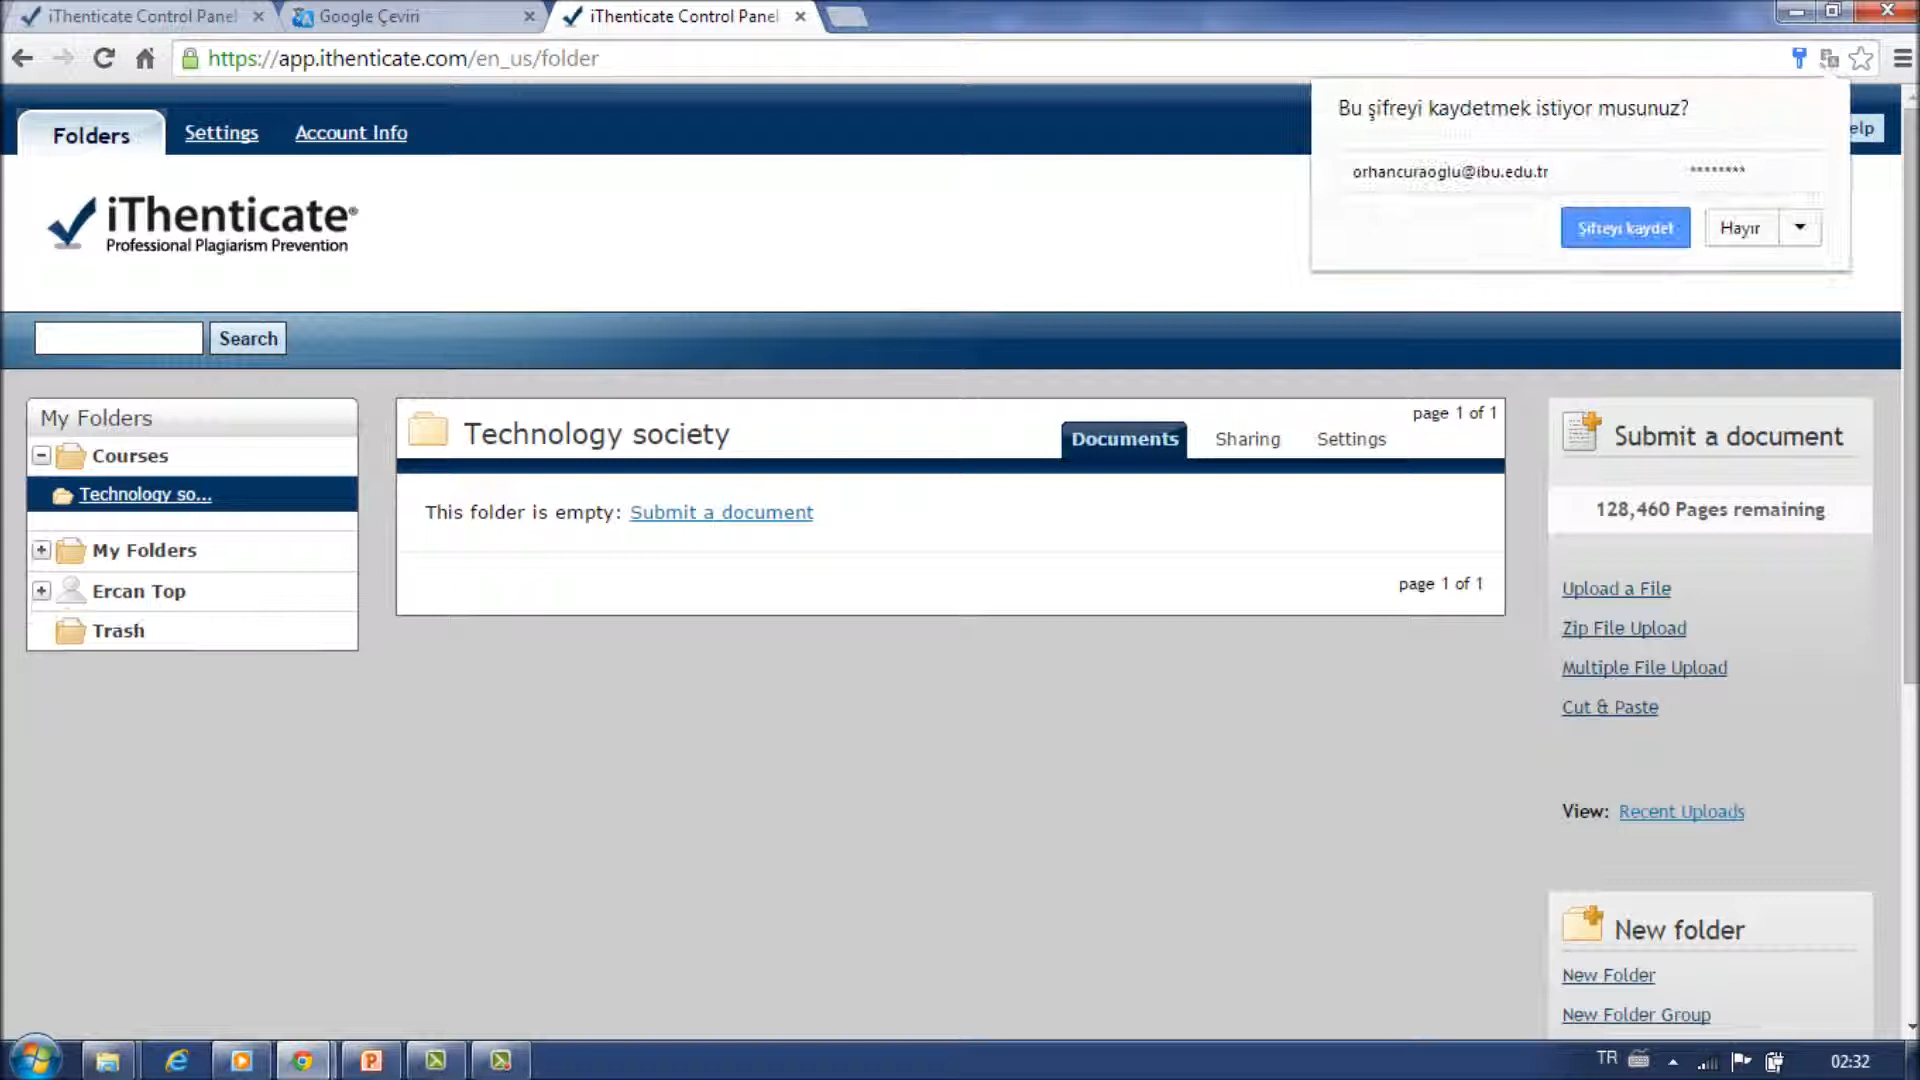 iThenticate Control Panel
Google Çeviri
iThenticate Control Panel
https://app.ithenticate.com/en_us/folder
Bu şifreyi kaydetmek istiyor musunuz?
orhancuraoglu@ibu.edu.tr ********
Şifreyi kaydet
Hayır
elp
Folders
Settings
Account Info
iThenticate®
Professional Plagiarism Prevention
Search
My Folders
Courses
Technology so...
My Folders
Ercan Top
Trash
Technology society
Documents
Sharing
Settings
page 1 of 1
This folder is empty: Submit a document
page 1 of 1
Submit a document
128,460 Pages remaining
Upload a File
Zip File Upload
Multiple File Upload
Cut & Paste
View: Recent Uploads
New folder
New Folder
New Folder Group
TR
02:32